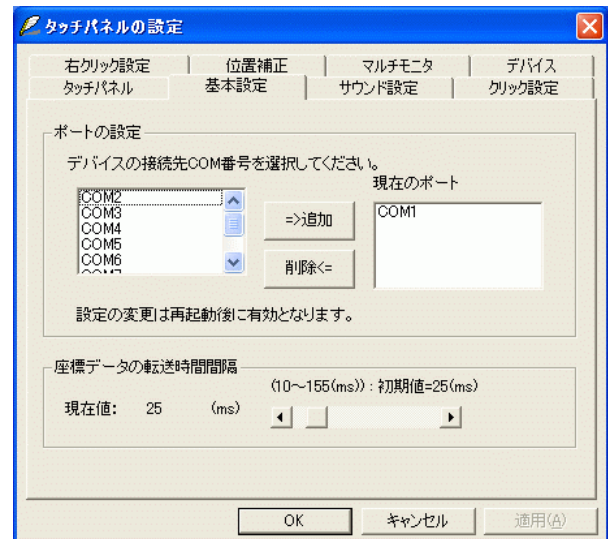 タッチパネルの設定
右クリック設定 位置補正 マルチモニタ デバイス
タッチパネル 基本設定 サウンド設定 クリック設定
ポートの設定
デバイスの接続先COM番号を選択してください。
現在のポート
COM2
COM3
COM4
COM5
COM6
COM7
=>追加
削除<=
COM1
設定の変更は再起動後に有効となります。
座標データの転送時間間隔
(10～155(ms)) : 初期値=25(ms)
現在値: 25 (ms)
OK キャンセル 適用(A)